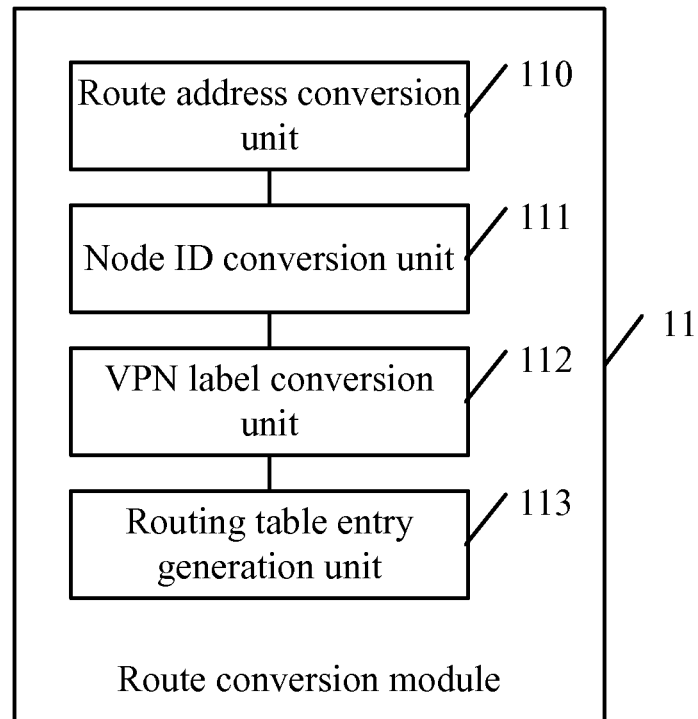 Route address conversion
unit
110
Node ID conversion unit
111
11
VPN label conversion
unit
112
Routing table entry
generation unit
113
Route conversion module